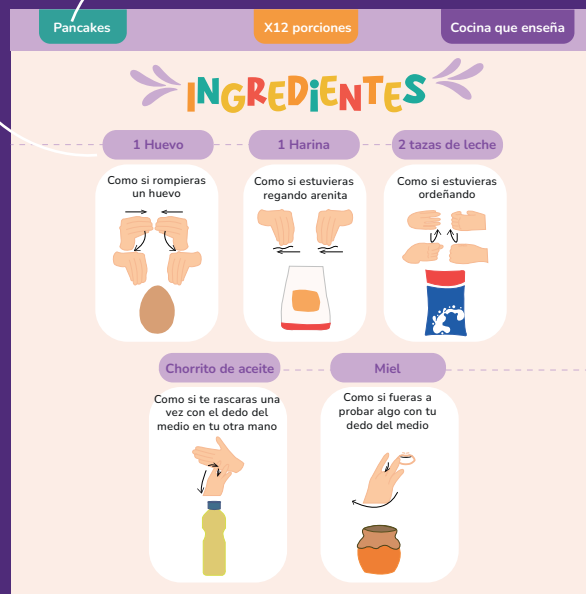 Pancakes
X12 porciones
Cocina que enseña
INGREDIENTES
1 Huevo
1 Harina
2 tazas de leche
Como si rompieras
un huevo
Como si estuvieras
regando arenita
Como si estuvieras
ordeñando
Chorrito de aceite
Miel
Como si te rascaras una
vez con el dedo del
medio en tu otra mano
Como si fueras a
probar algo con tu
dedo del medio